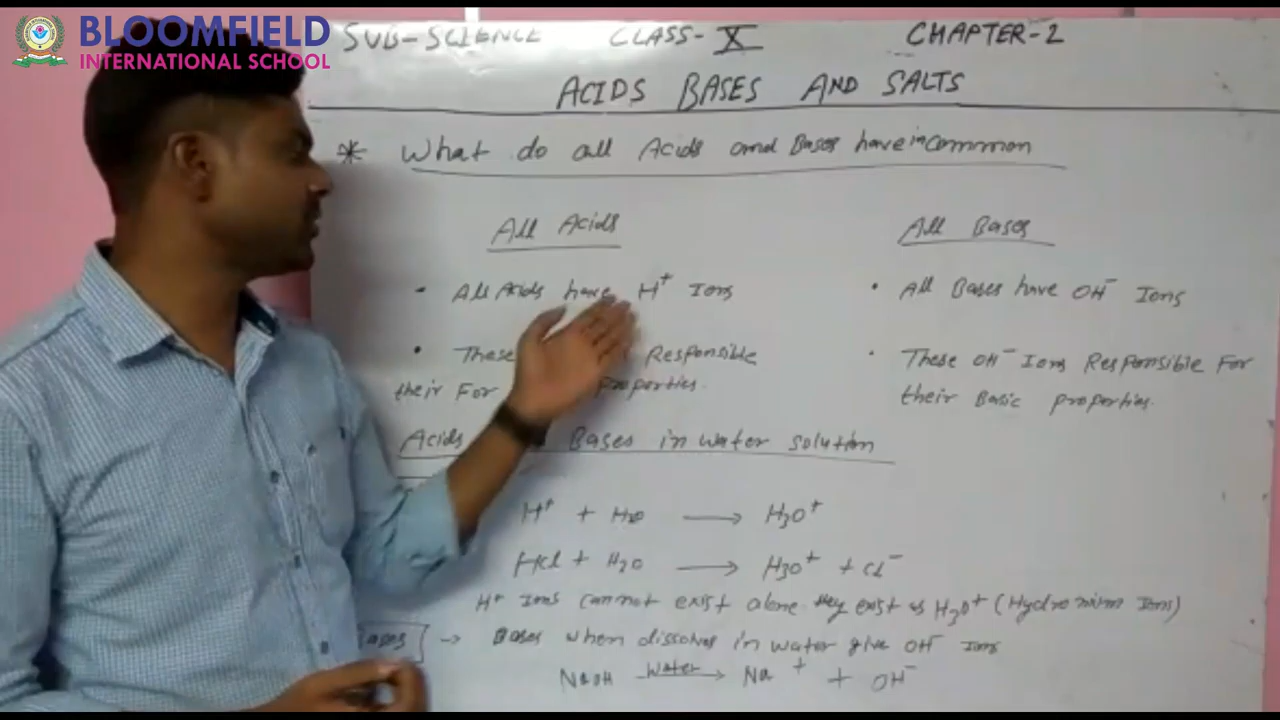 BLOOMFIELD
INTERNATIONAL SCHOOL
SUB-SCIENCE CLASS-X CHAPTER-2
ACIDS BASES AND SALTS
* What do all Acids and Bases have in common
All Acids All Bases
- All Acids have H⁺ Ions
• All Bases have OH⁻ Ions
• These Responsible
their For properties.
• These OH⁻ Ions Responsible For
their Basic properties.
Acids Bases in water solution
H⁺ + H₂O ⟶ H₃O⁺
HCl + H₂O ⟶ H₃O⁺ + Cl⁻
H⁺ Ions cannot exist alone they exist as H₃O⁺ (Hydronium Ions)
Bases → Bases when dissolves in water give OH⁻ Ions
NaOH water⟶ Na⁺ + OH⁻